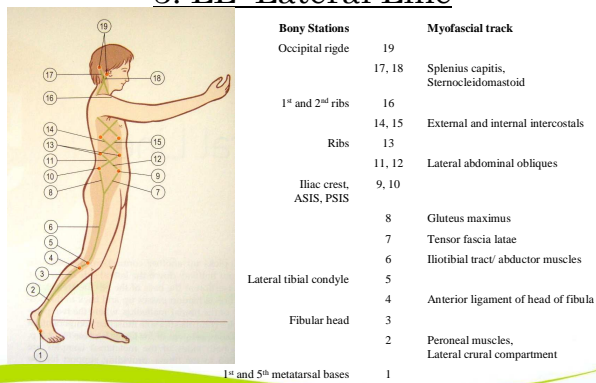 3. LL- Lateral Line
Bony Stations Myofascial track
Occipital rigde 19
17, 18 Splenius capitis,
Sternocleidomastoid
1st and 2nd ribs 16
14, 15 External and internal intercostals
Ribs 13
11, 12 Lateral abdominal obliques
Iliac crest, 9, 10
ASIS, PSIS
8 Gluteus maximus
7 Tensor fascia latae
6 Iliotibial tract/ abductor muscles
Lateral tibial condyle 5
4 Anterior ligament of head of fibula
Fibular head 3
2 Peroneal muscles,
Lateral crural compartment
1st and 5th metatarsal bases 1
19
17
18
16
14
15
13
11
12
10
9
8
7
6
5
4
3
2
1